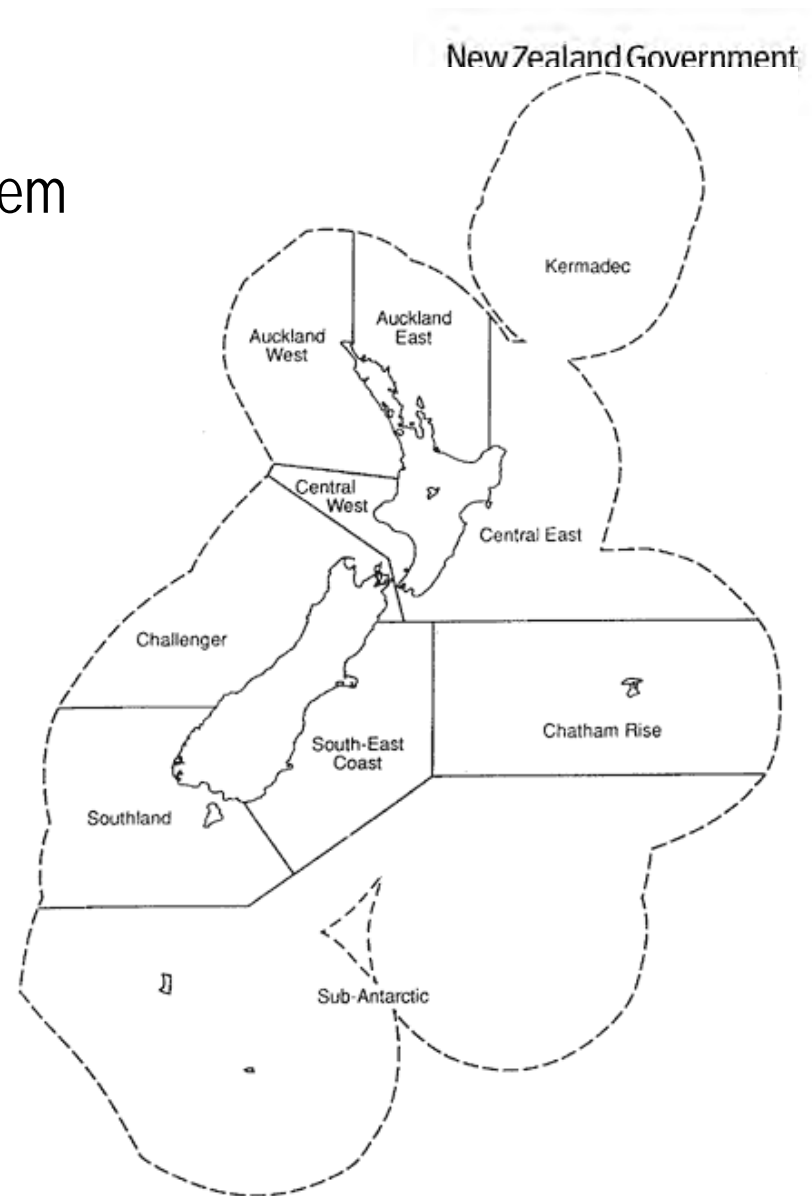 New Zealand Government
em
Kermadec
Auckland
East
Auckland
West
Central
West
Central East
Challenger
South-East
Coast
Chatham Rise
Southland
Sub-Antarctic